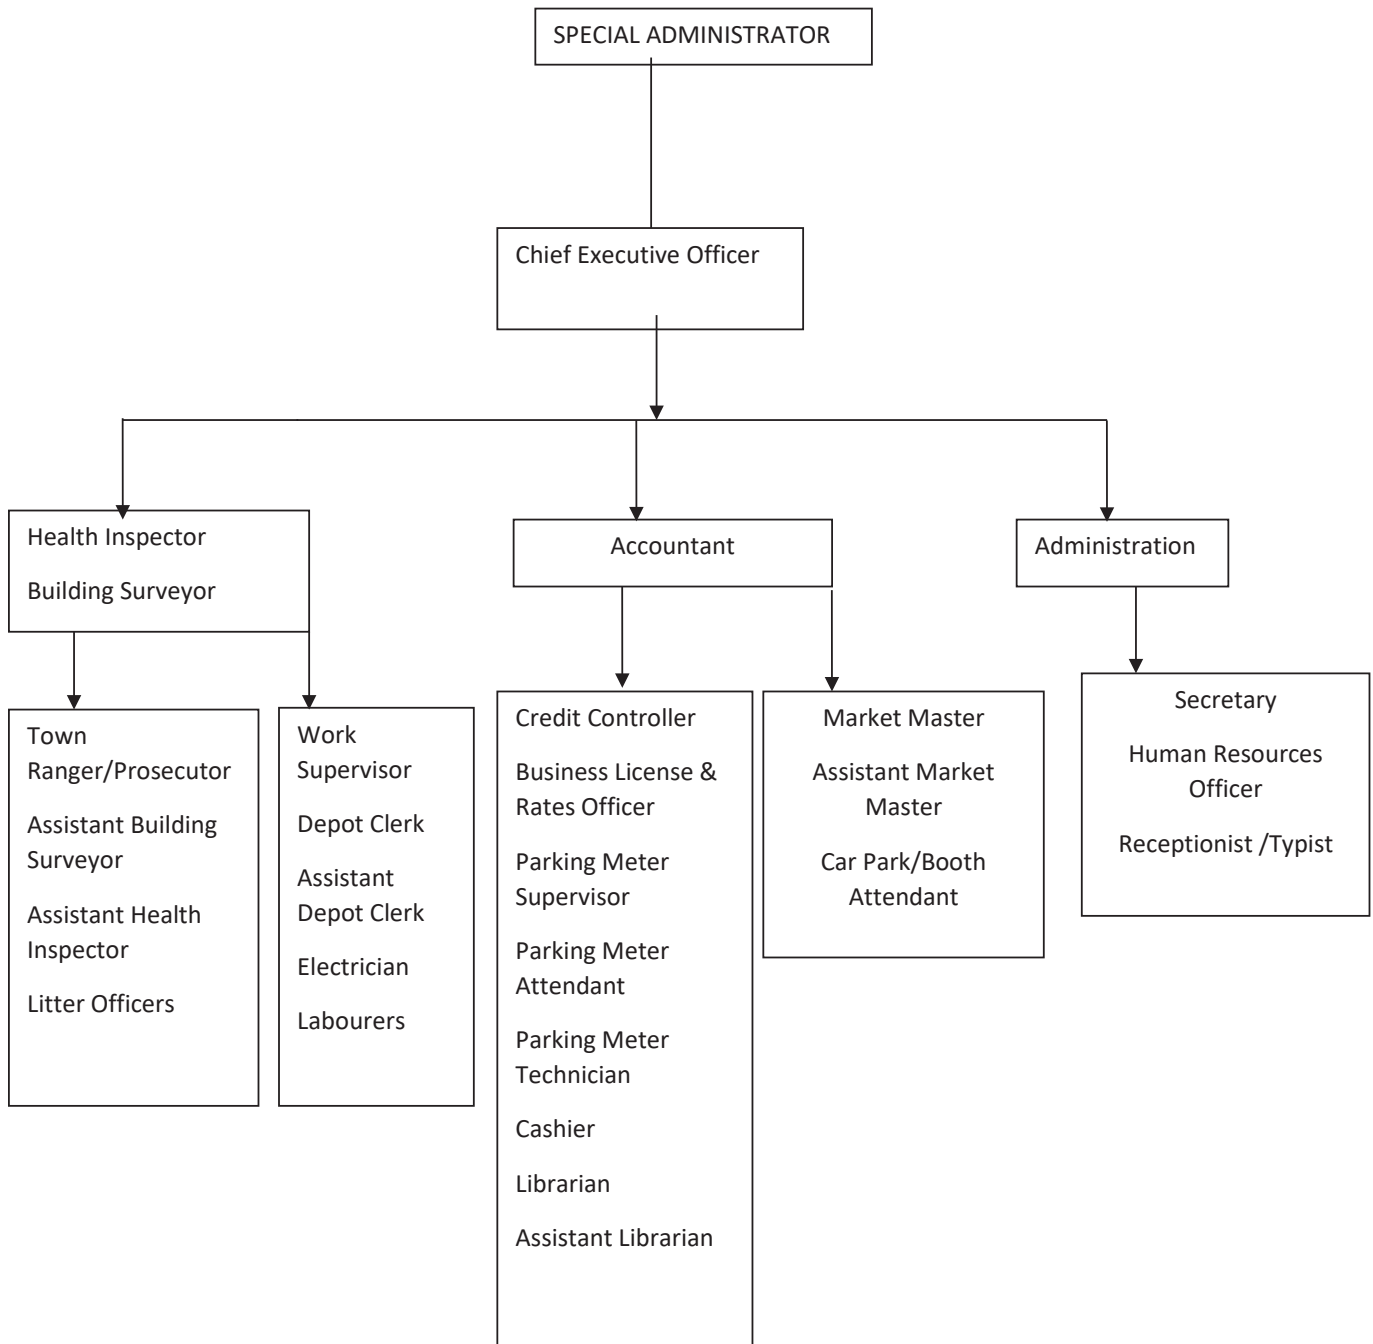 SPECIAL ADMINISTRATOR
Chief Executive Officer
Health Inspector
Building Surveyor
Accountant
Administration
Town
Ranger/Prosecutor
Assistant Building
Surveyor
Assistant Health
Inspector
Litter Officers
Work
Supervisor
Depot Clerk
Assistant
Depot Clerk
Electrician
Labourers
Credit Controller
Business License &
Rates Officer
Parking Meter
Supervisor
Parking Meter
Attendant
Parking Meter
Technician
Cashier
Librarian
Assistant Librarian
Market Master
Assistant Market
Master
Car Park/Booth
Attendant
Secretary
Human Resources
Officer
Receptionist /Typist